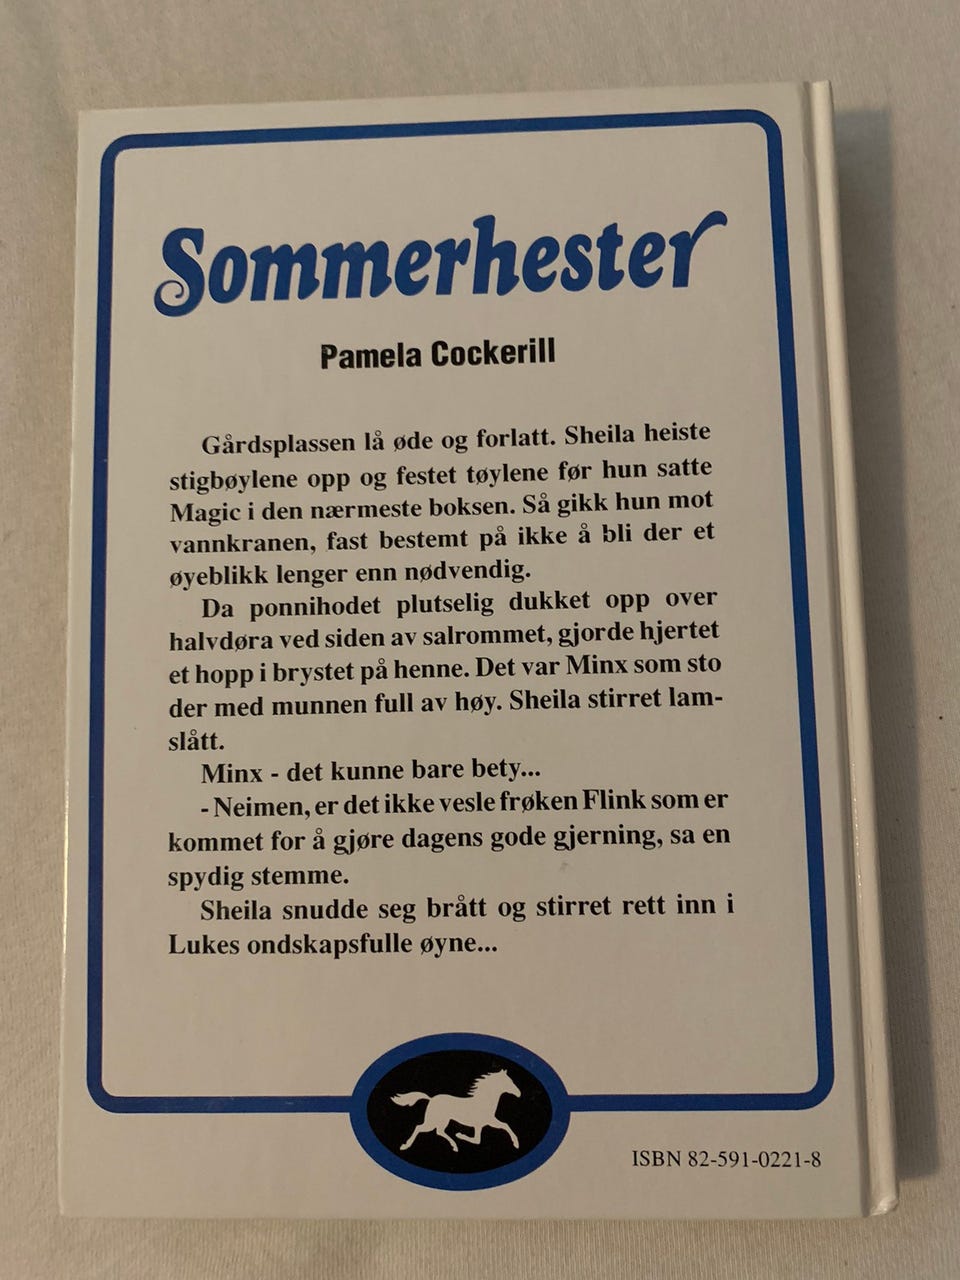 Sommerhester
Pamela Cockerill
Gårdsplassen lå øde og forlatt. Sheila heiste
stigbøylene opp og festet tøylene før hun satte
Magic i den nærmeste boksen. Så gikk hun mot
vannkranen, fast bestemt på ikke å bli der et
øyeblikk lenger enn nødvendig.
Da ponnihodet plutselig dukket opp over
halvdøra ved siden av salrommet, gjorde hjertet
et hopp i brystet på henne. Det var Minx som sto
der med munnen full av høy. Sheila stirret lam-
slått.
Minx - det kunne bare bety...
- Neimen, er det ikke vesle frøken Flink som er
kommet for å gjøre dagens gode gjerning, sa en
spydig stemme.
Sheila snudde seg brått og stirret rett inn i
Lukes ondskapsfulle øyne...
ISBN 82-591-0221-8